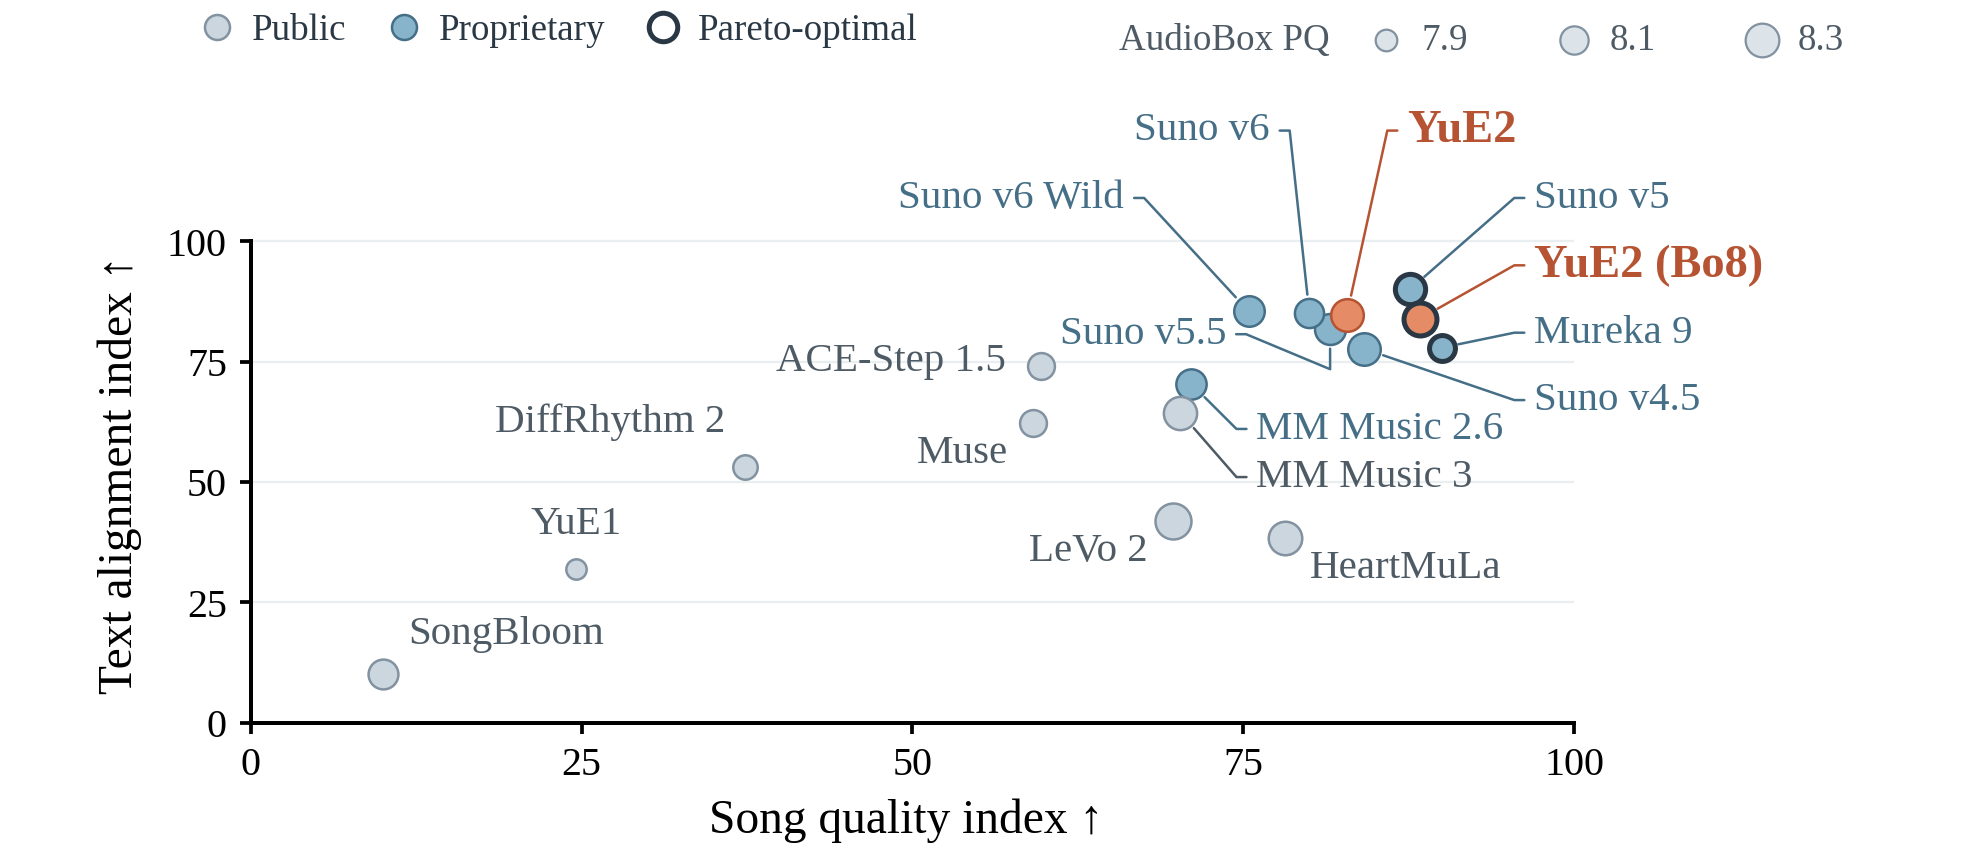 Public Proprietary Pareto-optimal
AudioBox PQ 7.9 8.1 8.3
Suno v6
YuE2
Suno v6 Wild
Suno v5
YuE2 (Bo8)
Suno v5.5
Mureka 9
ACE-Step 1.5
Suno v4.5
DiffRhythm 2
MM Music 2.6
Muse
MM Music 3
YuE1
LeVo 2
HeartMuLa
SongBloom
Text alignment index ↑
100
75
50
25
0
0 25 50 75 100
Song quality index ↑